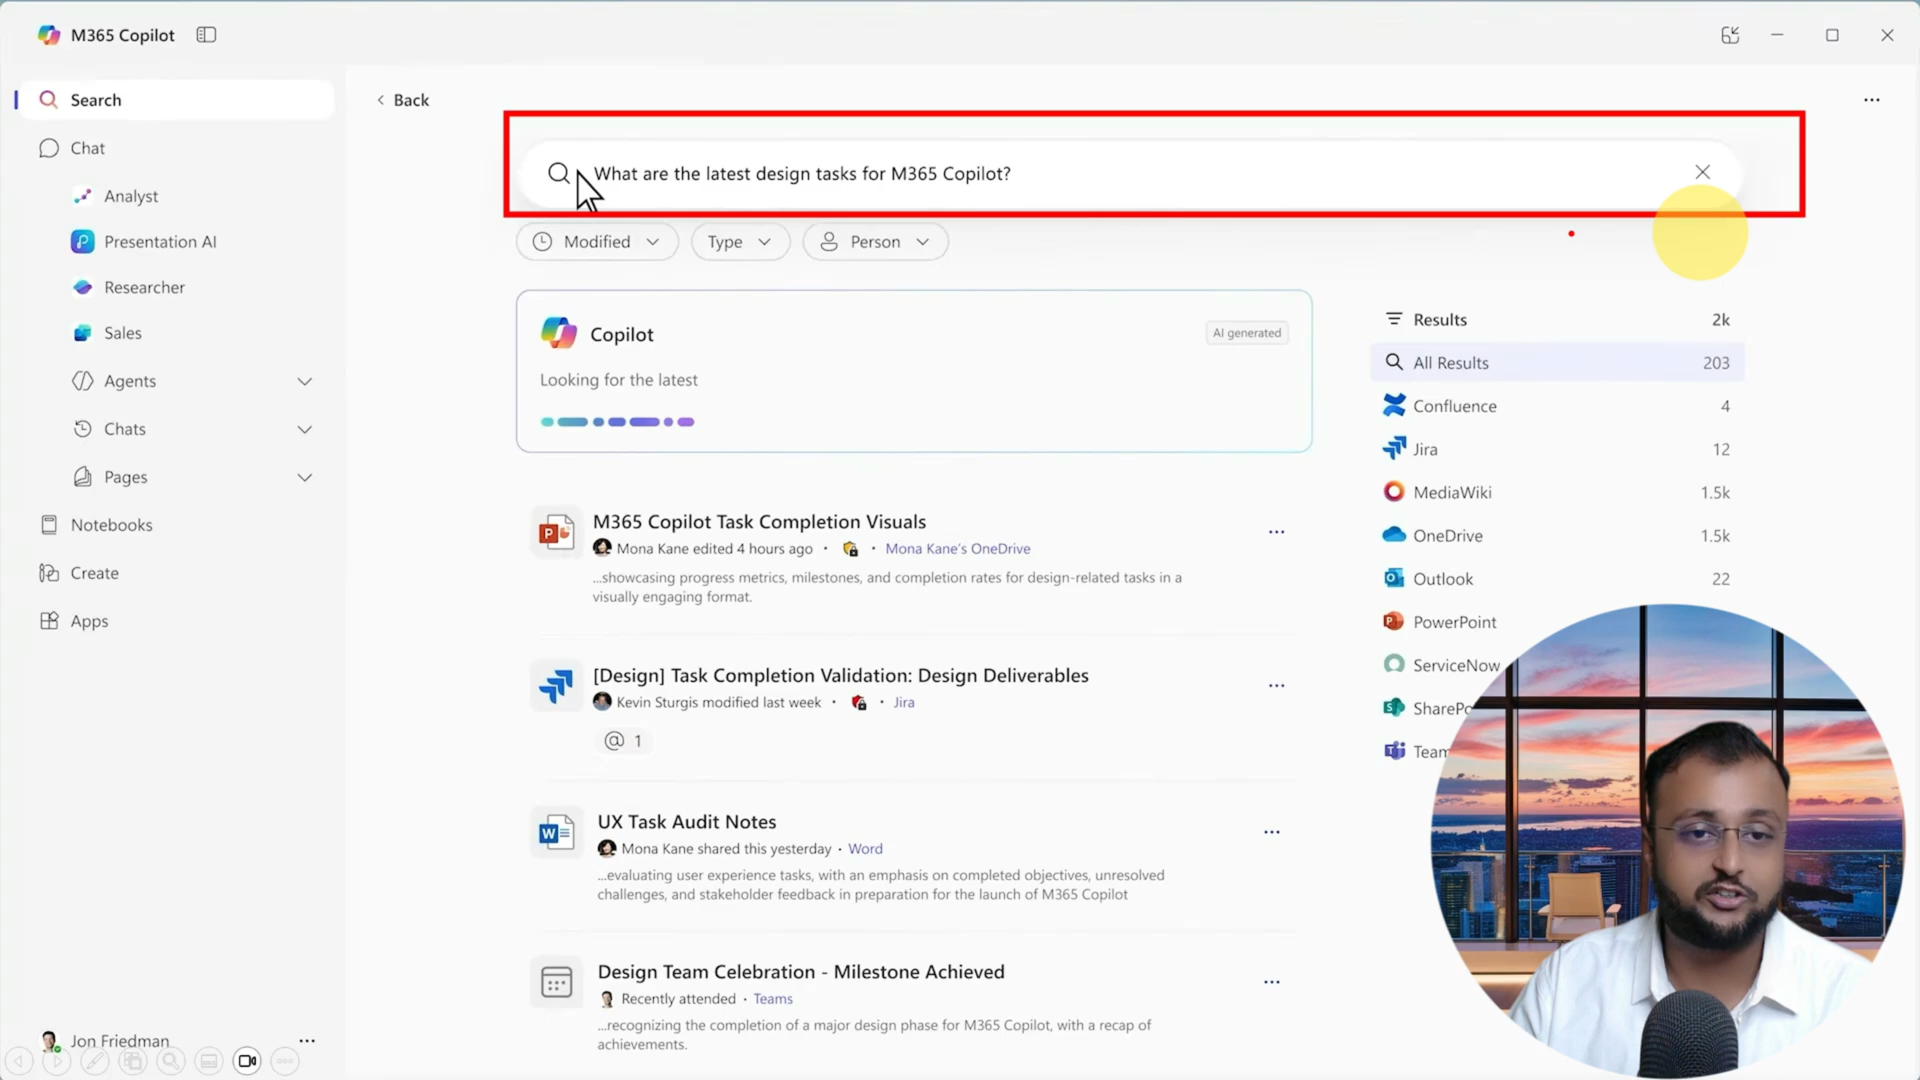 M365 Copilot
Search
Chat
Analyst
Presentation AI
Researcher
Sales
Agents
Chats
Pages
Notebooks
Create
Apps
Jon Friedman
Back
What are the latest design tasks for M365 Copilot?
Modified
Type
Person
Copilot
AI generated
Looking for the latest
M365 Copilot Task Completion Visuals
Mona Kane edited 4 hours ago · · Mona Kane's OneDrive
...showcasing progress metrics, milestones, and completion rates for design-related tasks in a
visually engaging format.
[Design] Task Completion Validation: Design Deliverables
Kevin Sturgis modified last week · · Jira
@ 1
UX Task Audit Notes
Mona Kane shared this yesterday · Word
...evaluating user experience tasks, with an emphasis on completed objectives, unresolved
challenges, and stakeholder feedback in preparation for the launch of M365 Copilot
Design Team Celebration - Milestone Achieved
Recently attended · Teams
...recognizing the completion of a major design phase for M365 Copilot, with a recap of
achievements.
Results 2k
All Results 203
Confluence 4
Jira 12
MediaWiki 1.5k
OneDrive 1.5k
Outlook 22
PowerPoint
ServiceNow
SharePo
Team